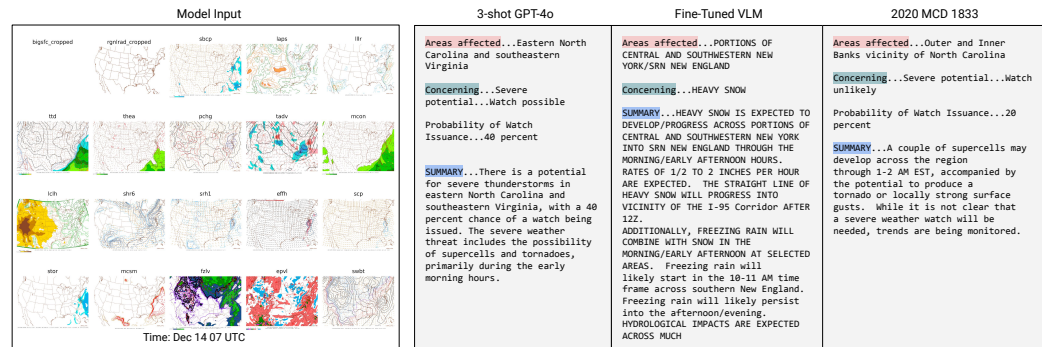 Model Input
bigsfc_cropped
rgnlrad_cropped
sbcp
laps
lllr
ttd
thea
pchg
tadv
mcon
lclh
shr6
srh1
effh
scp
stor
mcsm
fzlv
epvl
swbt
Time: Dec 14 07 UTC
3-shot GPT-4o
Areas affected...Eastern North
Carolina and southeastern
Virginia
Concerning...Severe
potential...Watch possible
Probability of Watch
Issuance...40 percent
SUMMARY...There is a potential
for severe thunderstorms in
eastern North Carolina and
southeastern Virginia, with a 40
percent chance of a watch being
issued. The severe weather
threat includes the possibility
of supercells and tornadoes,
primarily during the early
morning hours.
Fine-Tuned VLM
Areas affected...PORTIONS OF
CENTRAL AND SOUTHWESTERN NEW
YORK/SRN NEW ENGLAND
Concerning...HEAVY SNOW
SUMMARY...HEAVY SNOW IS EXPECTED TO
DEVELOP/PROGRESS ACROSS PORTIONS OF
CENTRAL AND SOUTHWESTERN NEW YORK
INTO SRN NEW ENGLAND THROUGH THE
MORNING/EARLY AFTERNOON HOURS.
RATES OF 1/2 TO 2 INCHES PER HOUR
ARE EXPECTED. THE STRAIGHT LINE OF
HEAVY SNOW WILL PROGRESS INTO
VICINITY OF THE I-95 Corridor AFTER
12Z.
ADDITIONALLY, FREEZING RAIN WILL
COMBINE WITH SNOW IN THE
MORNING/EARLY AFTERNOON AT SELECTED
AREAS. Freezing rain will
likely start in the 10-11 AM time
frame across southern New England.
Freezing rain will likely persist
into the afternoon/evening.
HYDROLOGICAL IMPACTS ARE EXPECTED
ACROSS MUCH
2020 MCD 1833
Areas affected...Outer and Inner
Banks vicinity of North Carolina
Concerning...Severe potential...Watch
unlikely
Probability of Watch Issuance...20
percent
SUMMARY...A couple of supercells may
develop across the region
through 1-2 AM EST, accompanied by
the potential to produce a
tornado or locally strong surface
gusts. While it is not clear that
a severe weather watch will be
needed, trends are being monitored.